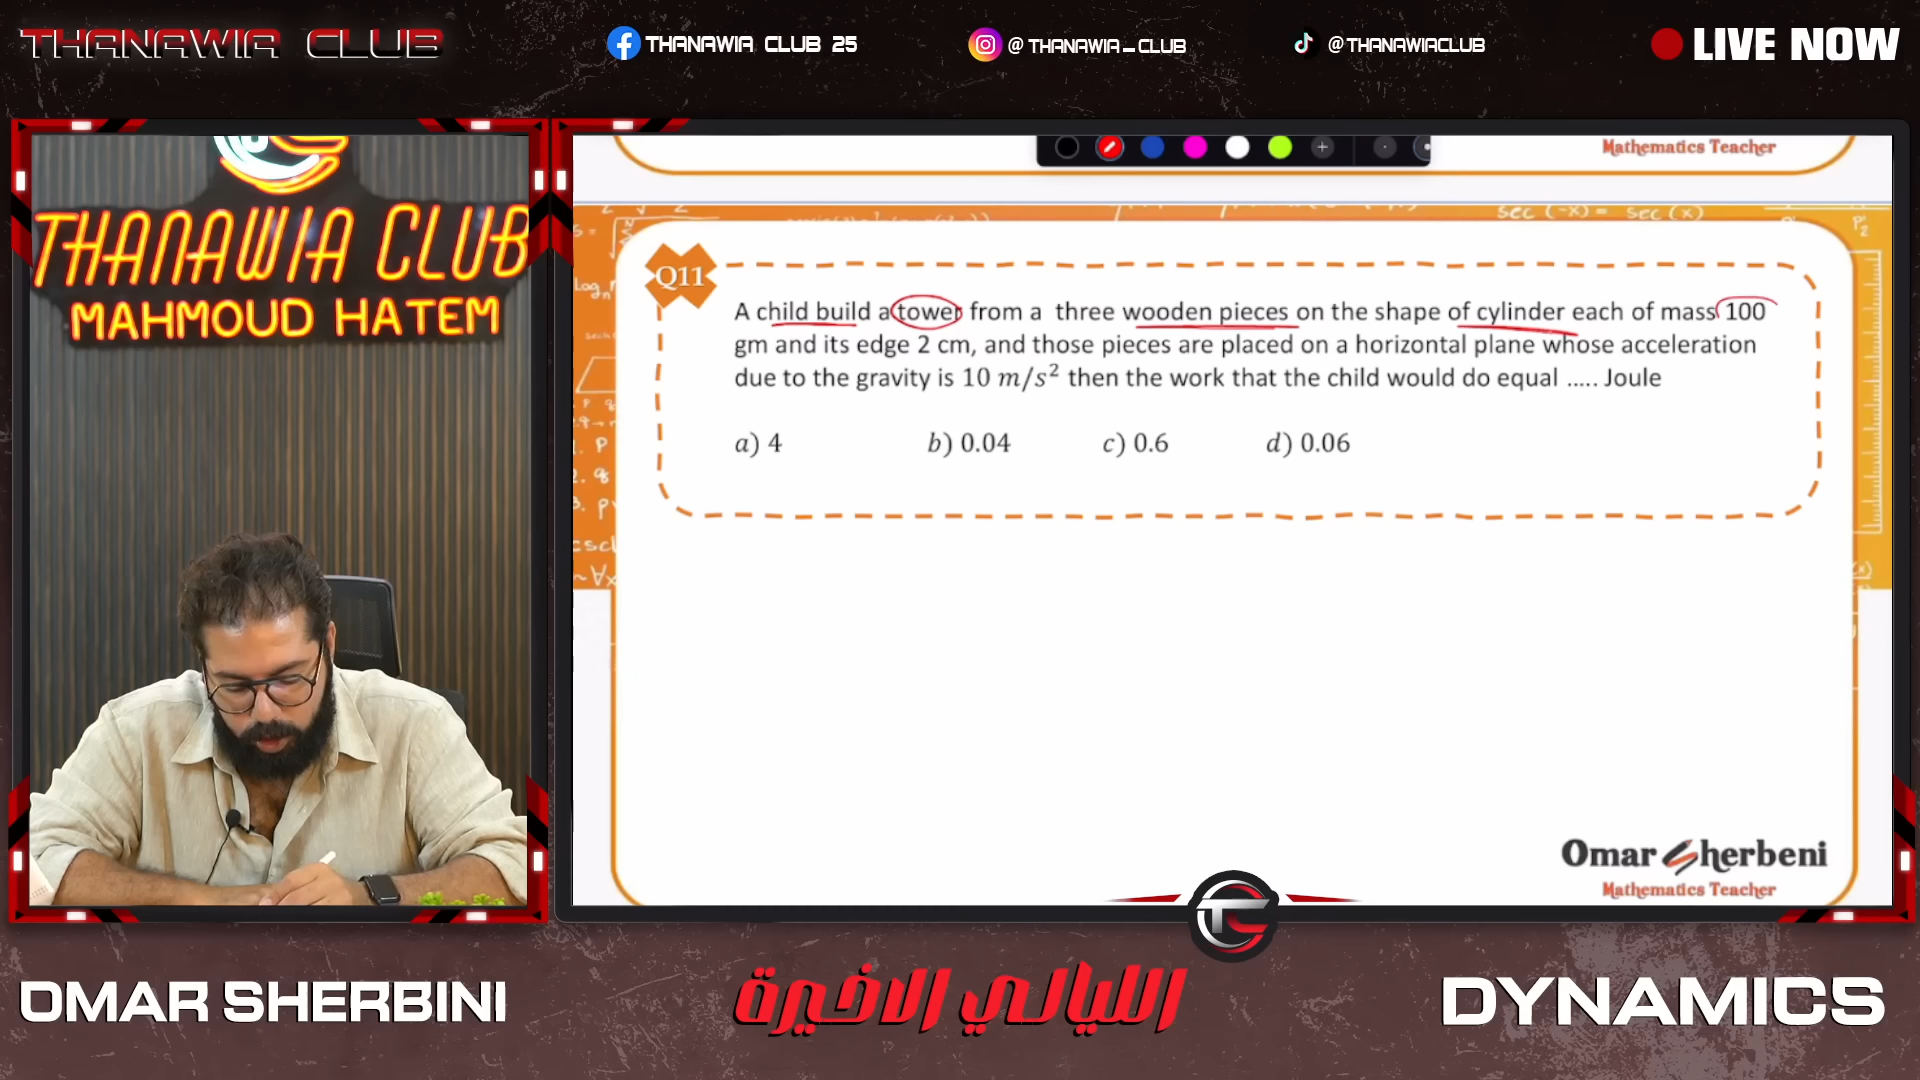 THANAWIA CLUB
THANAWIA CLUB 25
@THANAWIA_CLUB
@THANAWIACLUB
LIVE NOW
THANAWIA CLUB
MAHMOUD HATEM
Mathematics Teacher
sec (-x) = sec (x)
Q11
A child build a tower from a three wooden pieces on the shape of cylinder each of mass 100
gm and its edge 2 cm, and those pieces are placed on a horizontal plane whose acceleration
due to the gravity is 10 m/s² then the work that the child would do equal ..... Joule
a) 4 b) 0.04 c) 0.6 d) 0.06
Omar Sherbeni
Mathematics Teacher
TC
OMAR SHERBINI
الليالي الاخيرة
DYNAMICS